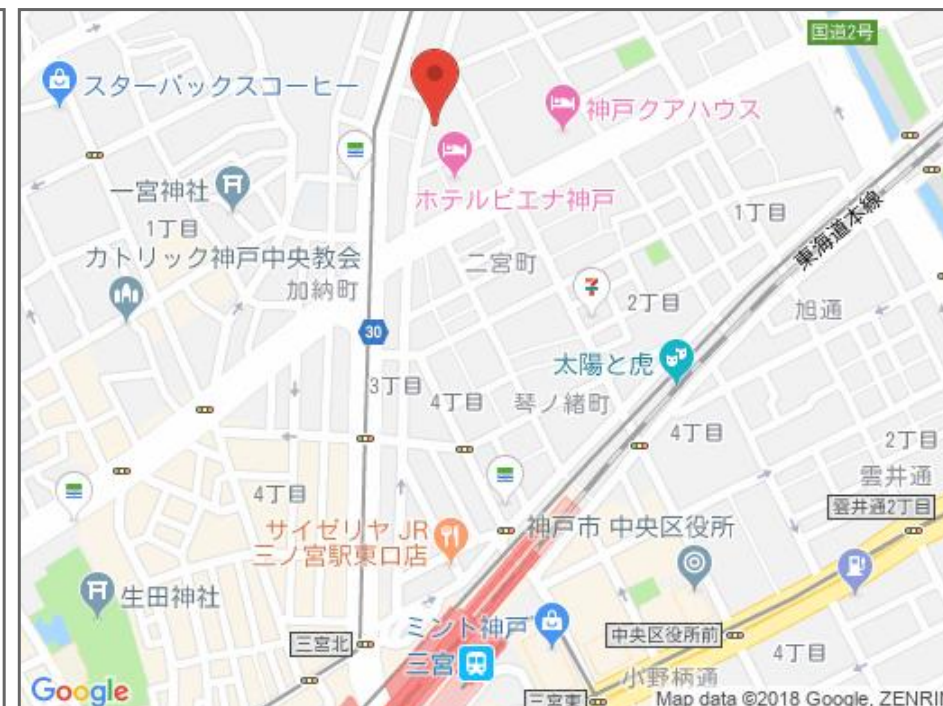 国道2号
スターバックスコーヒー
神戸クアハウス
一宮神社
ホテルピエナ神戸
1丁目
1丁目
東海道本線
カトリック神戸中央教会
二宮町
加納町
7
2丁目
旭通
30
太陽と虎
3丁目
4丁目
琴ノ緒町
4丁目
2丁目
雲井通
4丁目
雲井通2丁目
サイゼリヤ JR
三ノ宮駅東口店
神戸市 中央区役所
生田神社
ミント神戸
中央区役所前
三宮北
三宮
4丁目
小野柄通
Google
三宮東
Map data ©2018 Google, ZENRIN